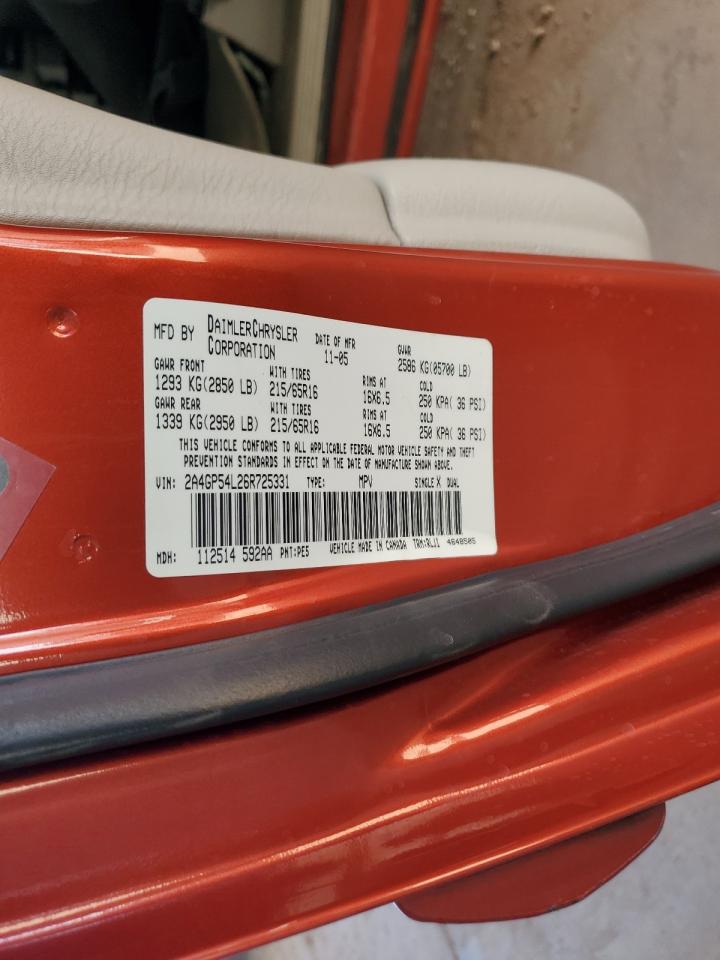 MFD BY DAIMLERCHRYSLER CORPORATION DATE OF MFR 11-05 GVWR 2586 KG(05700 LB)
GAWR FRONT WITH TIRES RIMS AT COLD
1293 KG(2850 LB) 215/65R16 16X6.5 250 KPA( 36 PSI)
GAWR REAR WITH TIRES RIMS AT COLD
1339 KG(2950 LB) 215/65R16 16X6.5 250 KPA( 36 PSI)
THIS VEHICLE CONFORMS TO ALL APPLICABLE FEDERAL MOTOR VEHICLE SAFETY AND THEFT
PREVENTION STANDARDS IN EFFECT ON THE DATE OF MANUFACTURE SHOWN ABOVE.
VIN: 2A4GP54L26R725331 TYPE: MPV SINGLE X DUAL
MDH: 112514 592AA PNT:PE5 VEHICLE MADE IN CANADA TRM:RLJ1 4648505